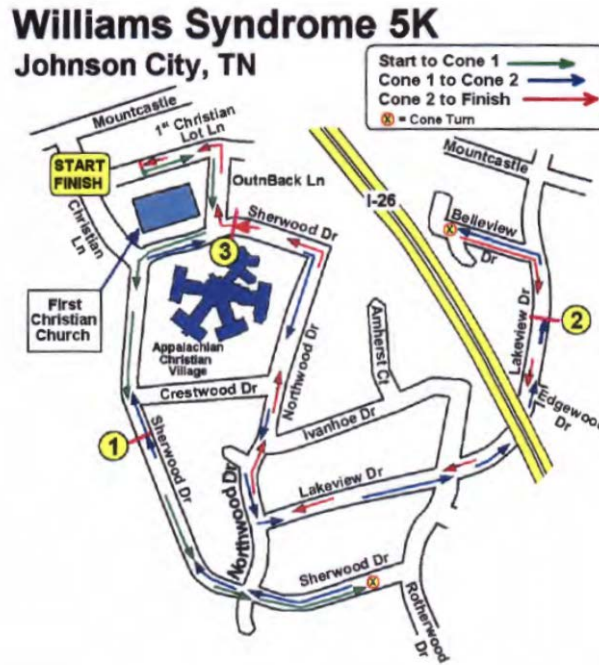 Williams Syndrome 5K
Johnson City, TN
Start to Cone 1
Cone 1 to Cone 2
Cone 2 to Finish
X = Cone Turn
Mountcastle
1st Christian
Lot Ln
START
FINISH
Christian
Ln
OutnBack Ln
Sherwood Dr
3
First
Christian
Church
Appalachian
Christian
Village
Crestwood Dr
Northwood Dr
I-26
Mountcastle
Belleview
Dr
X
Lakeview Dr
2
Edgewood
Dr
Amherst Ct
Ivanhoe Dr
1
Sherwood Dr
Northwood Dr
Lakeview Dr
Sherwood Dr
X
Rotherwood
Dr